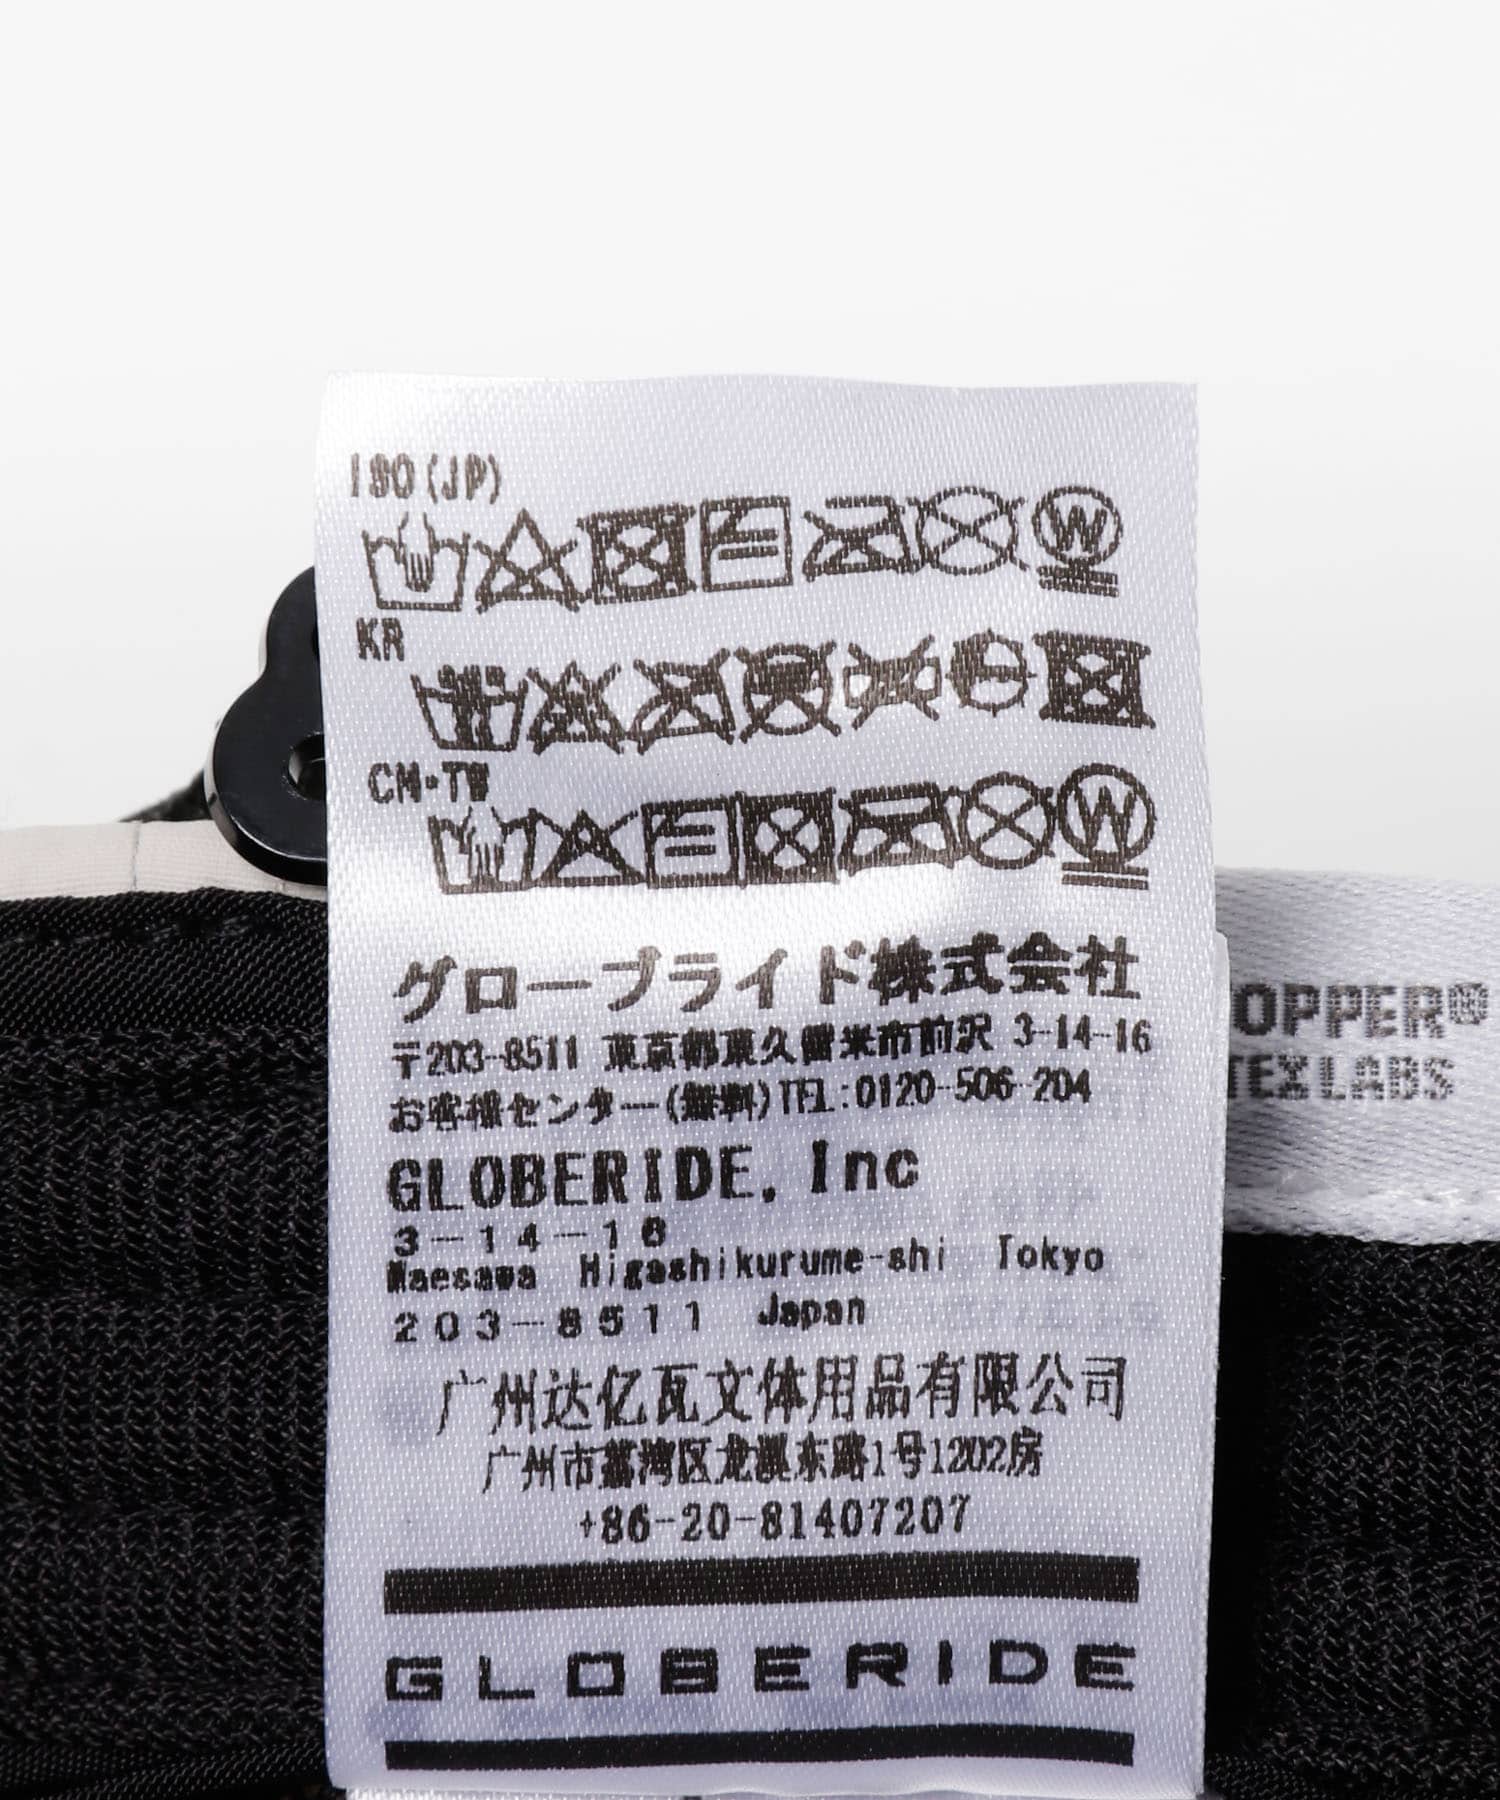 ISO(JP)
KR
CM・TW
グローブライド株式会社
〒203-8511 東京都東久留米市前沢 3-14-16
お客様センター(無料)TEL:0120-506-204
GLOBERIDE, Inc
3-14-16
Maesawa Higashikurume-shi Tokyo
203-8511 Japan
广州达亿瓦文体用品有限公司
广州市荔湾区龙溪东路1号1202房
+86-20-81407207
GLOBERIDE
OPPER®
TEX LABS